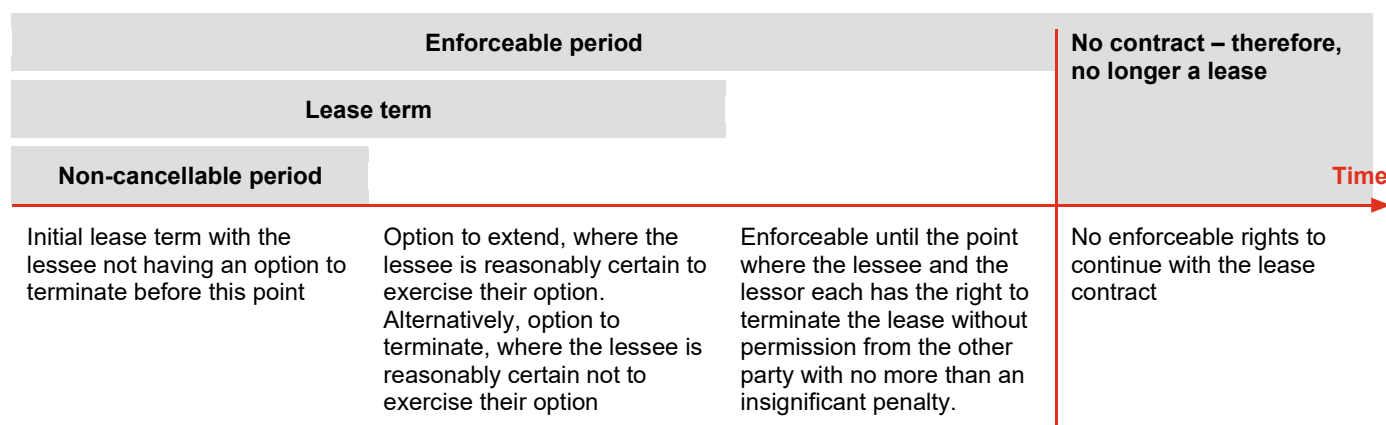 Enforceable period
No contract – therefore,
no longer a lease
Lease term
Non-cancellable period
Time
Initial lease term with the
lessee not having an option to
terminate before this point
Option to extend, where the
lessee is reasonably certain to
exercise their option.
Alternatively, option to
terminate, where the lessee is
reasonably certain not to
exercise their option
Enforceable until the point
where the lessee and the
lessor each has the right to
terminate the lease without
permission from the other
party with no more than an
insignificant penalty.
No enforceable rights to
continue with the lease
contract